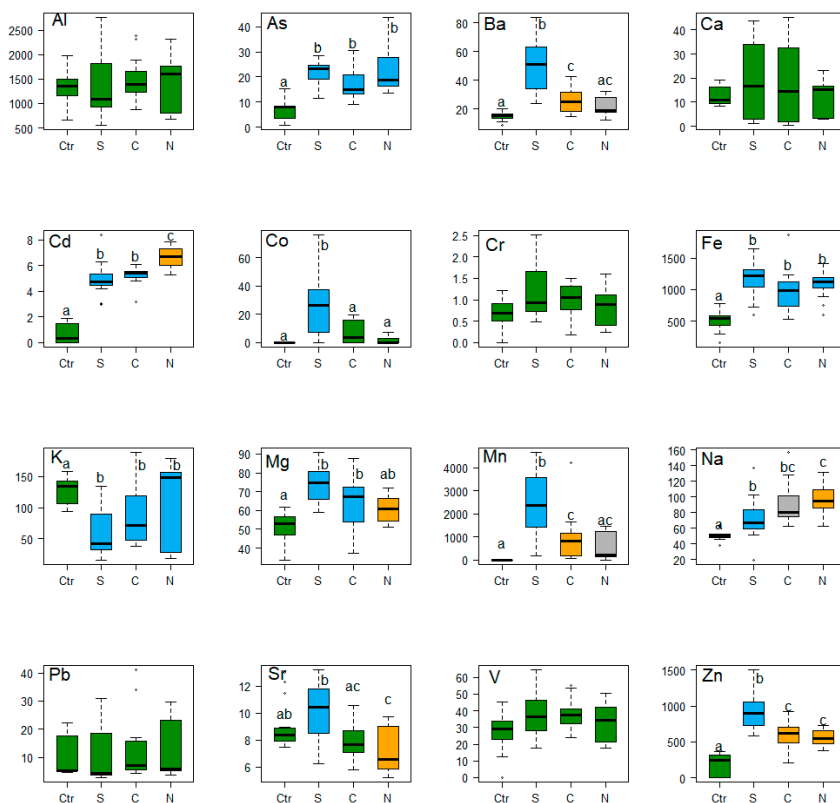 Al As Ba Ca
2500 2000 1500 1000 500
a b b b
40 30 20 10 0
a b c ac
80 60 40 20
40 30 20 10 0
Ctr S C N Ctr S C N Ctr S C N Ctr S C N
Cd Co Cr Fe
a b b c
8 6 4 2 0
a b a a
60 40 20 0
2.5 2.0 1.5 1.0 0.5 0.0
a b b b
1500 1000 500
Ctr S C N Ctr S C N Ctr S C N Ctr S C N
K Mg Mn Na
a b b b
150 100 50
a b b ab
90 80 70 60 50 40
a b c ac
4000 3000 2000 1000 0
a b bc c
160 140 120 100 80 60 40 20
Ctr S C N Ctr S C N Ctr S C N Ctr S C N
Pb Sr V Zn
40 30 20 10
ab b ac c
12 10 8 6
60 50 40 30 20 10 0
a b c c
1500 1000 500 0
Ctr S C N Ctr S C N Ctr S C N Ctr S C N